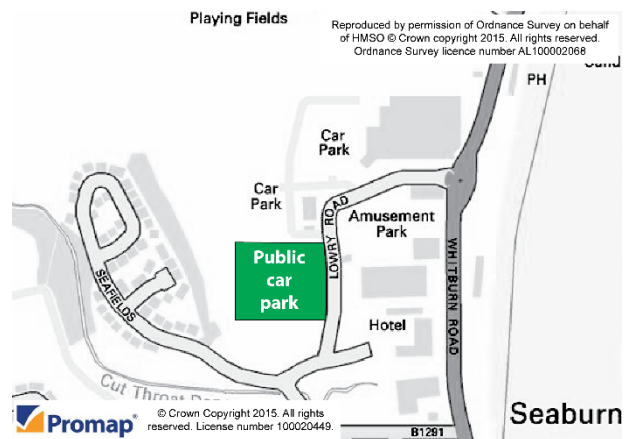 Playing Fields
Reproduced by permission of Ordnance Survey on behalf
of HMSO © Crown copyright 2015. All rights reserved.
Ordnance Survey licence number AL100002068
PH
Car
Park
Car
Park
LOWRY ROAD
Amusement
Park
Public
car
park
SEAFIELDS
WHITBURN ROAD
Hotel
Cut Throat
Seaburn
B1291
Promap®
© Crown Copyright 2015. All rights
reserved. License number 100020449.